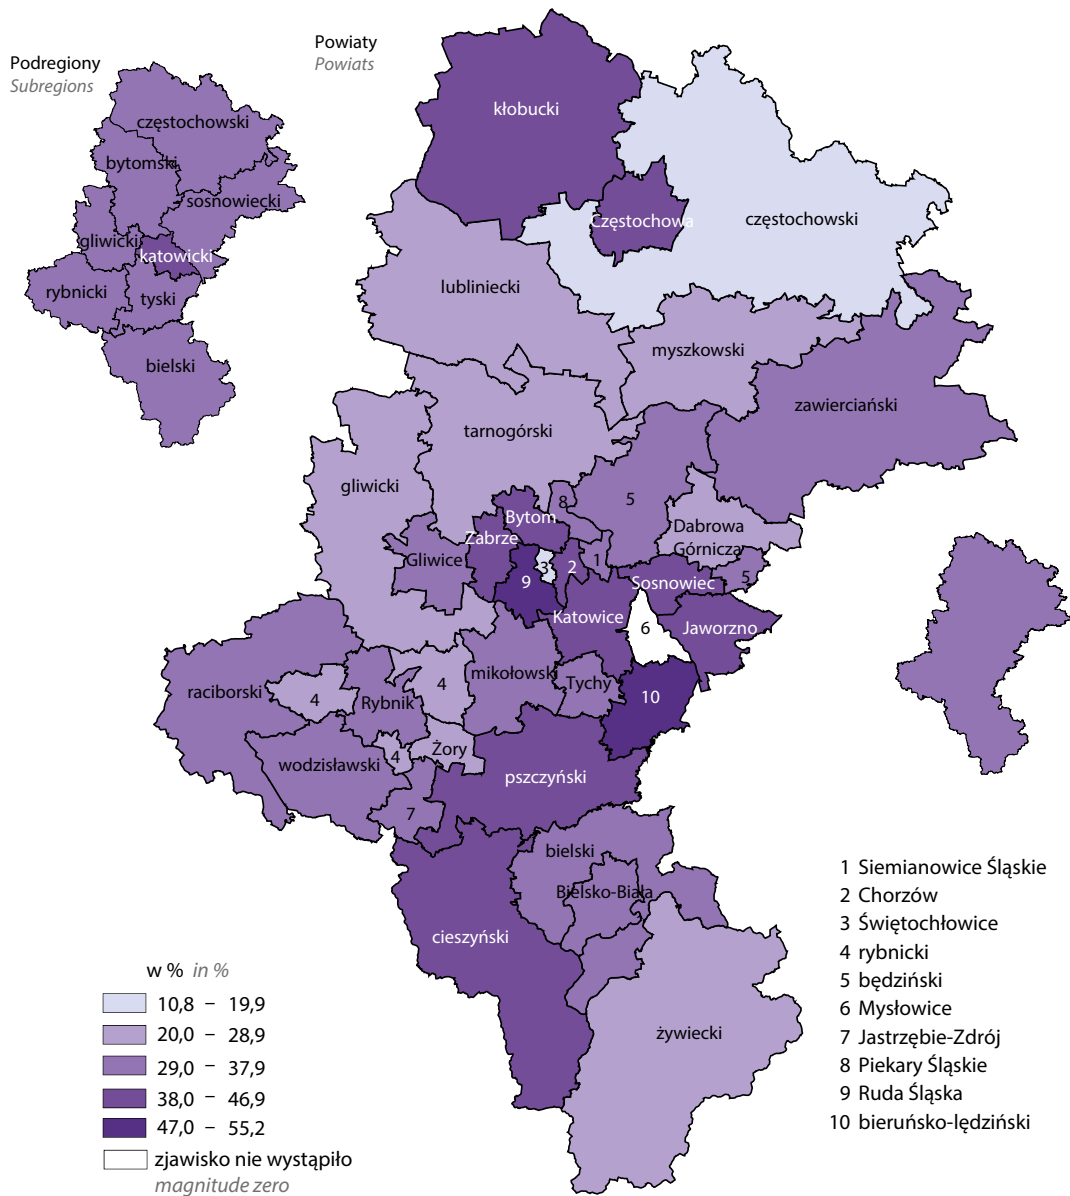 Podregiony
Subregions
Powiaty
Powiats
częstochowski
bytomski
sosnowiecki
gliwicki
katowicki
rybnicki
tyski
bielski
kłobucki
Częstochowa
częstochowski
lubliniecki
myszkowski
zawierciański
tarnogórski
gliwicki
8
5
Bytom
Zabrze
Dabrowa
Górnicza
Gliwice
3
2
1
9
Sosnowiec
5
Katowice
6
Jaworzno
raciborski
4
Rybnik
4
mikołowski
Tychy
10
wodzisławski
4
Żory
pszczyński
7
bielski
Bielsko-Biała
cieszyński
żywiecki
w % in %
10,8 – 19,9
20,0 – 28,9
29,0 – 37,9
38,0 – 46,9
47,0 – 55,2
zjawisko nie wystąpiło
magnitude zero
1 Siemianowice Śląskie
2 Chorzów
3 Świętochłowice
4 rybnicki
5 będziński
6 Mysłowice
7 Jastrzębie-Zdrój
8 Piekary Śląskie
9 Ruda Śląska
10 bieruńsko-lędziński